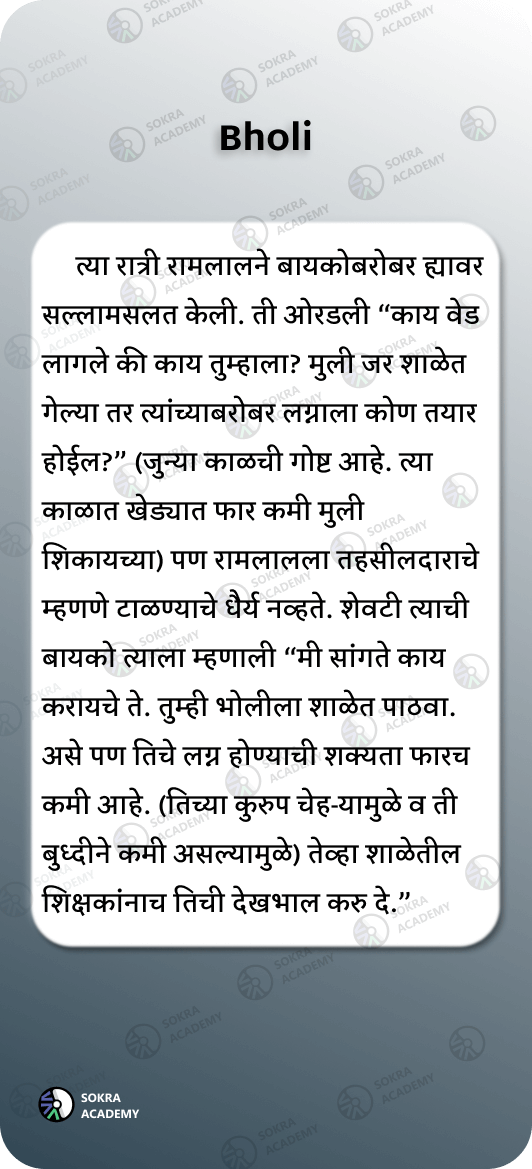 Bholi
त्या रात्री रामलालने बायकोबरोबर ह्यावर
सल्लामसलत केली. ती ओरडली “काय वेड
लागले की काय तुम्हाला? मुली जर शाळेत
गेल्या तर त्यांच्याबरोबर लग्नाला कोण तयार
होईल?” (जुन्या काळची गोष्ट आहे. त्या
काळात खेड्यात फार कमी मुली
शिकायच्या) पण रामलालला तहसीलदाराचे
म्हणणे टाळण्याचे धैर्य नव्हते. शेवटी त्याची
बायको त्याला म्हणाली “मी सांगते काय
करायचे ते. तुम्ही भोलीला शाळेत पाठवा.
असे पण तिचे लग्न होण्याची शक्यता फारच
कमी आहे. (तिच्या कुरुप चेह-यामुळे व ती
बुध्दीने कमी असल्यामुळे) तेव्हा शाळेतील
शिक्षकांनाच तिची देखभाल करु दे.”
SOKRA
ACADEMY